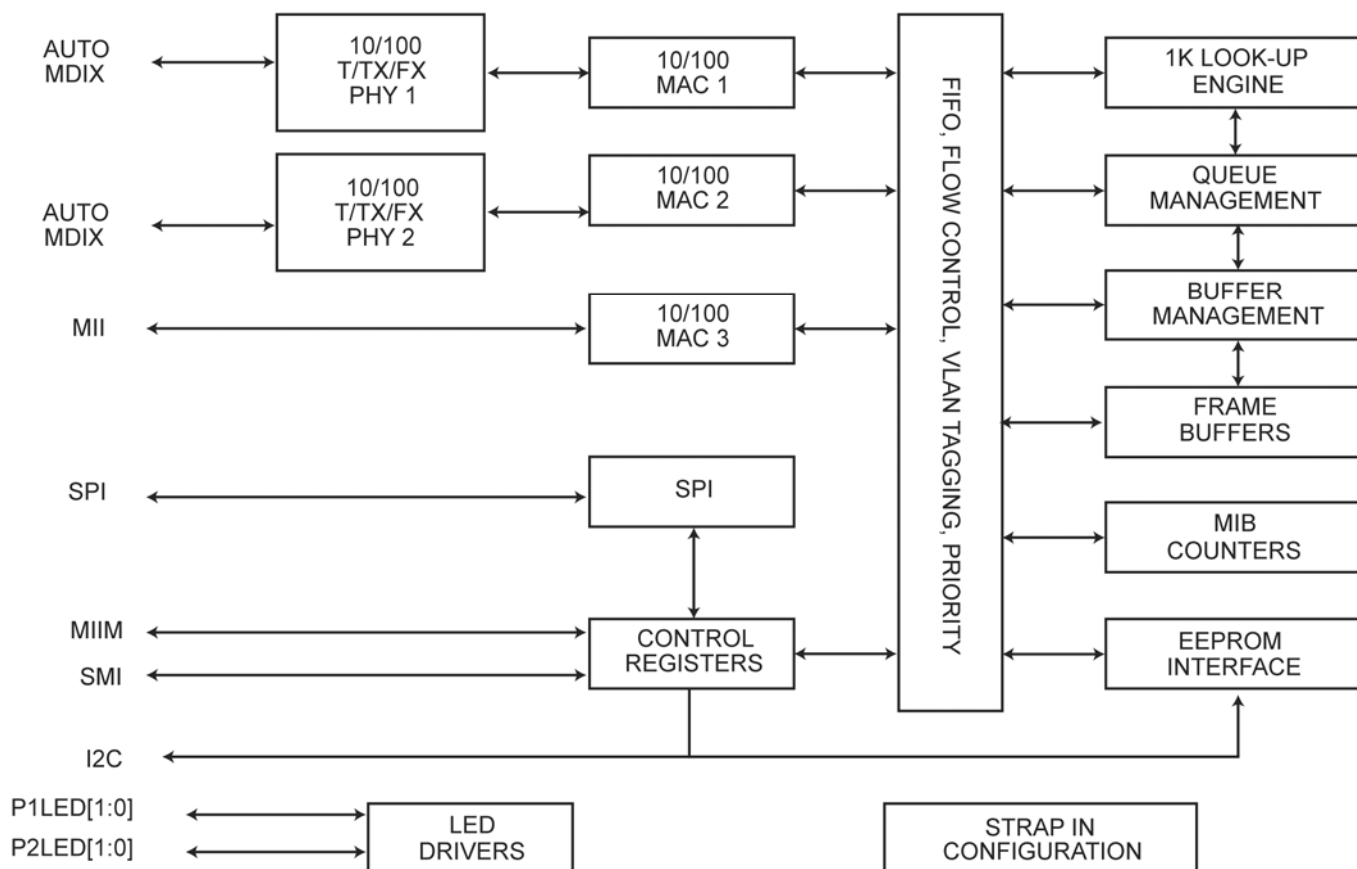 AUTO
MDIX
10/100
T/TX/FX
PHY 1
10/100
MAC 1
1K LOOK-UP
ENGINE
AUTO
MDIX
10/100
T/TX/FX
PHY 2
10/100
MAC 2
QUEUE
MANAGEMENT
MII
10/100
MAC 3
BUFFER
MANAGEMENT
FIFO, FLOW CONTROL, VLAN TAGGING, PRIORITY
FRAME
BUFFERS
SPI
SPI
MIB
COUNTERS
MIIM
SMI
CONTROL
REGISTERS
EEPROM
INTERFACE
I2C
P1LED[1:0]
P2LED[1:0]
LED
DRIVERS
STRAP IN
CONFIGURATION